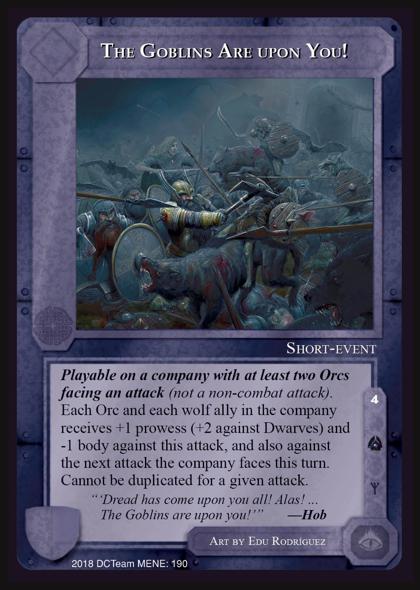 The Goblins Are upon You!
Short-event
Playable on a company with at least two Orcs
facing an attack (not a non-combat attack).
Each Orc and each wolf ally in the company
receives +1 prowess (+2 against Dwarves) and
-1 body against this attack, and also against
the next attack the company faces this turn.
Cannot be duplicated for a given attack.
4
“‘Dread has come upon you all! Alas! ...
The Goblins are upon you!’” —Hob
Art by Edu Rodríguez
2018 DCTeam MENE: 190